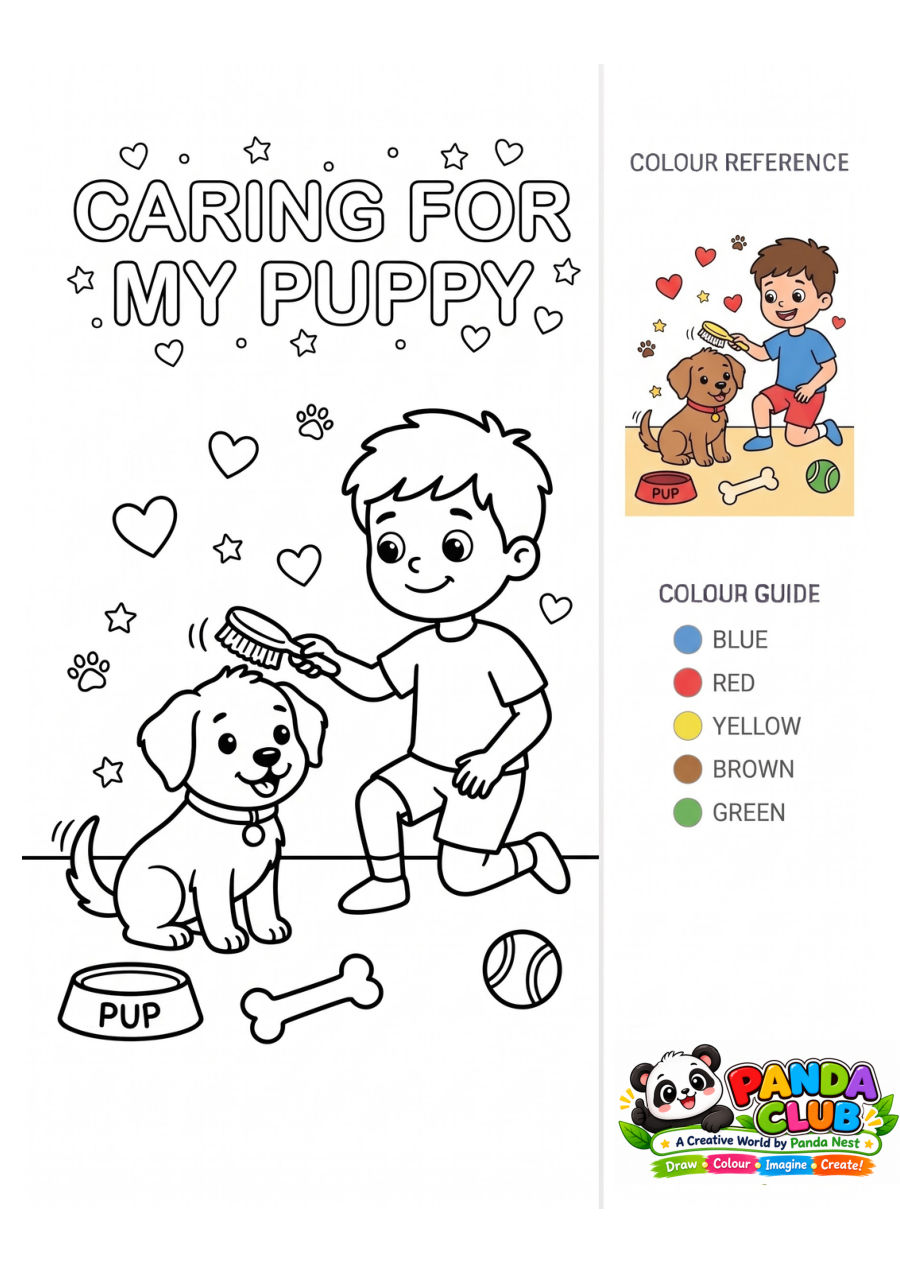 CARING FOR
MY PUPPY
PUP
COLOUR REFERENCE
PUP
COLOUR GUIDE
BLUE
RED
YELLOW
BROWN
GREEN
PANDA
CLUB
A Creative World by Panda Nest
Draw • Colour • Imagine • Create!